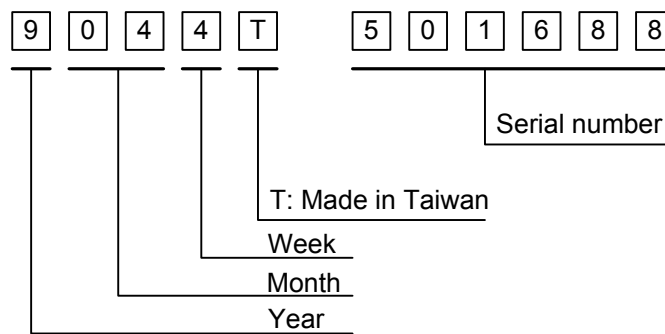 9 0 4 4 T 5 0 1 6 8 8
Serial number
T: Made in Taiwan
Week
Month
Year